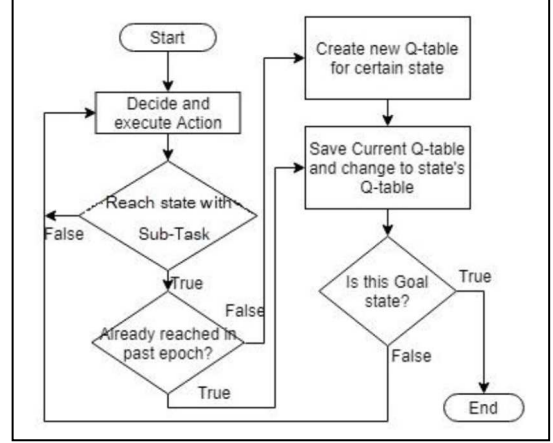 Start
Decide and
execute Action
Reach state with
Sub-Task
False
True
Already reached in
past epoch?
False
True
Create new Q-table
for certain state
Save Current Q-table
and change to state's
Q-table
Is this Goal
state?
True
False
End